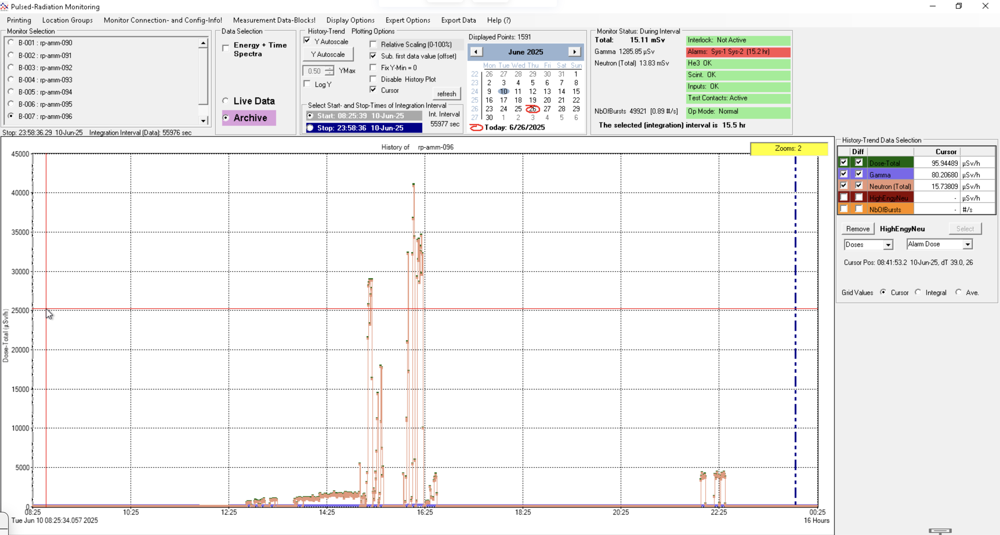 Pulsed-Radiation Monitoring
Printing Location Groups Monitor Connection- and Config-Info! Measurement Data-Blocks! Display Options Expert Options Export Data Help (?)
Monitor Selection
B-001 : rp-amm-090
B-002 : rp-amm-091
B-003 : rp-amm-092
B-004 : rp-amm-093
B-005 : rp-amm-094
B-006 : rp-amm-095
B-007 : rp-amm-096
Stop: 23:58:36.29 10-Jun-25 Integration Interval (Data): 55976 sec
Data Selection
Energy + Time
Spectra
Live Data
Archive
History-Trend Plotting Options
Y Autoscale
Y Autoscale
0.50 YMax
Log Y
Relative Scaling (0-100%)
Sub. first data value (offset)
Fix Y-Min = 0
Disable History Plot
Cursor
refresh
Select Start- and Stop-Times of Integration Interval
Start: 08:25:39 10-Jun-25
Stop: 23:58:36 10-Jun-25
Int. Interval
55977 sec
Displayed Points: 1591
June 2025
Mon Tue Wed Thu Fri Sat Sun
22 26 27 28 29 30 31 1
23 2 3 4 5 6 7 8
24 9 10 11 12 13 14 15
25 16 17 18 19 20 21 22
26 23 24 25 26 27 28 29
27 30 1 2 3 4 5 6
Today: 6/26/2025
Monitor Status: During Interval
Total: 15.11 mSv
Gamma 1285.85 µSv
Neutron (Total) 13.83 mSv
NbOfBursts 49921 [0.89 #/s]
Interlock: Not Active
Alarms: Sys-1 Sys-2 (15.2 hr)
He3 OK
Scint. OK
Inputs: OK
Test Contacts: Active
Op Mode: Normal
The selected (integration) interval is 15.5 hr
History of rp-amm-096
Zooms: 2
Dose-Total (µSv/h)
45000
40000
35000
30000
25000
20000
15000
10000
5000
0
08:25 10:25 12:25 14:25 16:25 18:25 20:25 22:25 00:25
Tue Jun 10 08:25:34.057 2025 16 Hours
History-Trend Data Selection
Diff Cursor
Dose-Total 95.94489 µSv/h
Gamma 80.20680 µSv/h
Neutron (Total) 15.73809 µSv/h
HighEngyNeu - µSv/h
NbOfBursts - #/s
Remove HighEngyNeu Select
Doses Alarm Dose
Cursor Pos: 08:41:53.2 10-Jun-25, dT 39.0, 26
Grid Values Cursor Integral Ave.